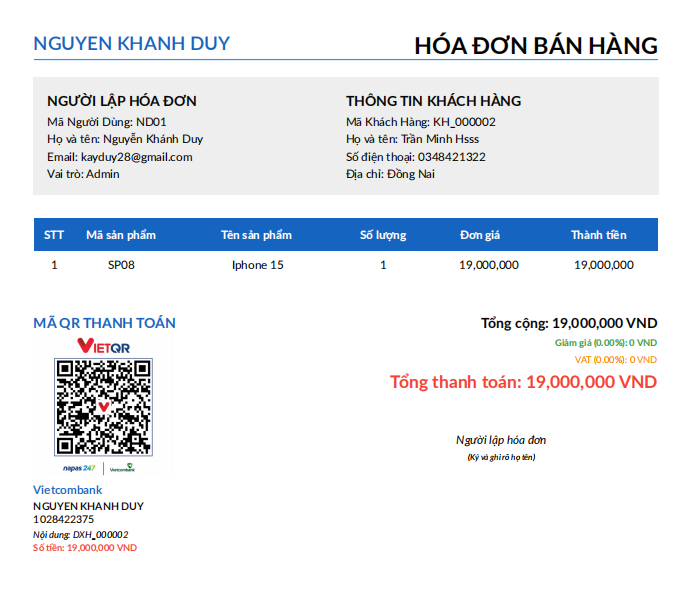 NGUYEN KHANH DUY
HÓA ĐƠN BÁN HÀNG
NGƯỜI LẬP HÓA ĐƠN
Mã Người Dùng: ND01
Họ và tên: Nguyễn Khánh Duy
Email: kayduy28@gmail.com
Vai trò: Admin
THÔNG TIN KHÁCH HÀNG
Mã Khách Hàng: KH_000002
Họ và tên: Trần Minh Hsss
Số điện thoại: 0348421322
Địa chỉ: Đồng Nai
STT Mã sản phẩm Tên sản phẩm Số lượng Đơn giá Thành tiền
1 SP08 Iphone 15 1 19,000,000 19,000,000
MÃ QR THANH TOÁN
VIETQR
napas 247 Vietcombank
Vietcombank
NGUYEN KHANH DUY
1028422375
Nội dung: DXH_000002
Số tiền: 19,000,000 VND
Tổng cộng: 19,000,000 VND
Giảm giá (0.00%): 0 VND
VAT (0.00%): 0 VND
Tổng thanh toán: 19,000,000 VND
Người lập hóa đơn
(Ký và ghi rõ họ tên)